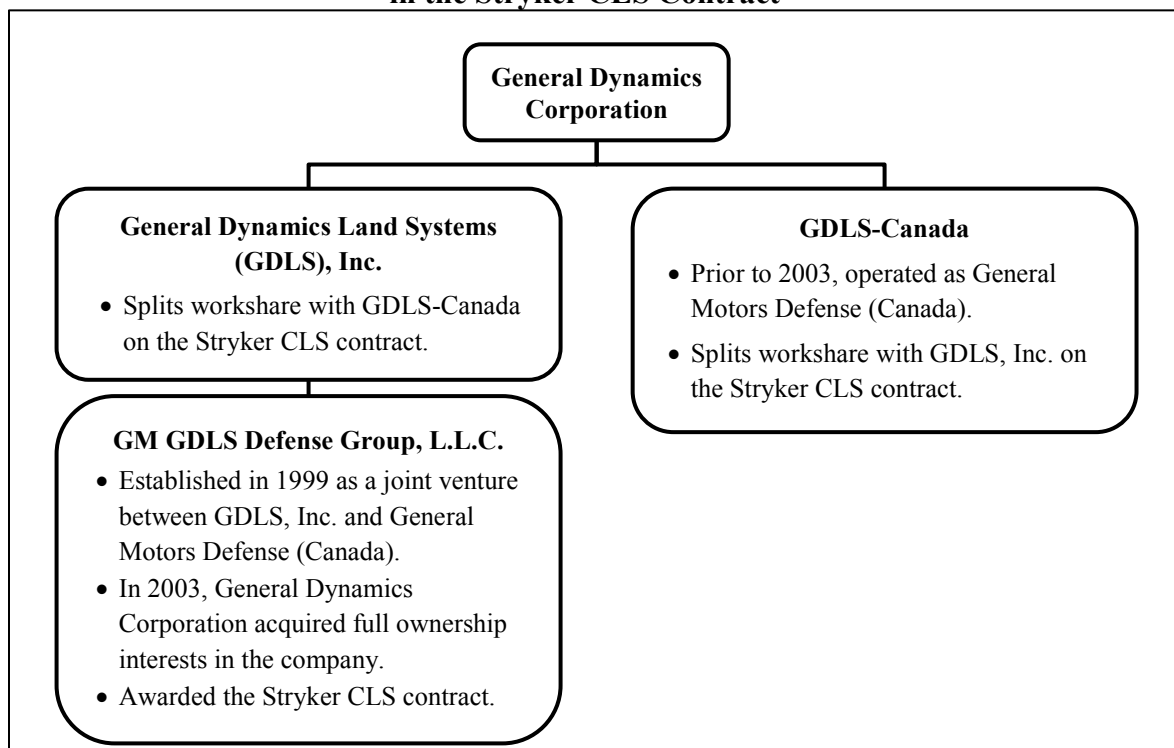 in the Stryker CLS Contract
General Dynamics
Corporation
General Dynamics Land Systems
(GDLS), Inc.
• Splits workshare with GDLS-Canada
on the Stryker CLS contract.
GDLS-Canada
• Prior to 2003, operated as General
Motors Defense (Canada).
• Splits workshare with GDLS, Inc. on
the Stryker CLS contract.
GM GDLS Defense Group, L.L.C.
• Established in 1999 as a joint venture
between GDLS, Inc. and General
Motors Defense (Canada).
• In 2003, General Dynamics
Corporation acquired full ownership
interests in the company.
• Awarded the Stryker CLS contract.